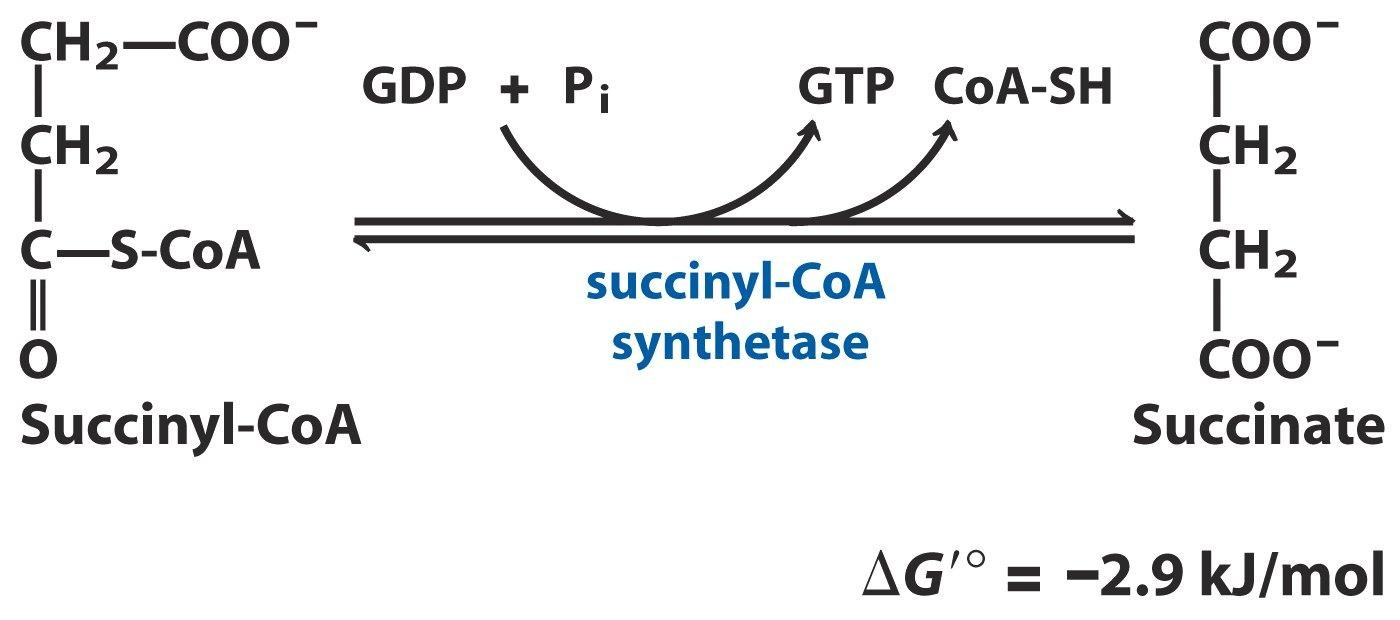 CH₂—COO⁻
CH₂
C—S-CoA
O
Succinyl-CoA
GDP + Pᵢ
GTP CoA-SH
succinyl-CoA
synthetase
COO⁻
CH₂
CH₂
COO⁻
Succinate
ΔG′° = −2.9 kJ/mol